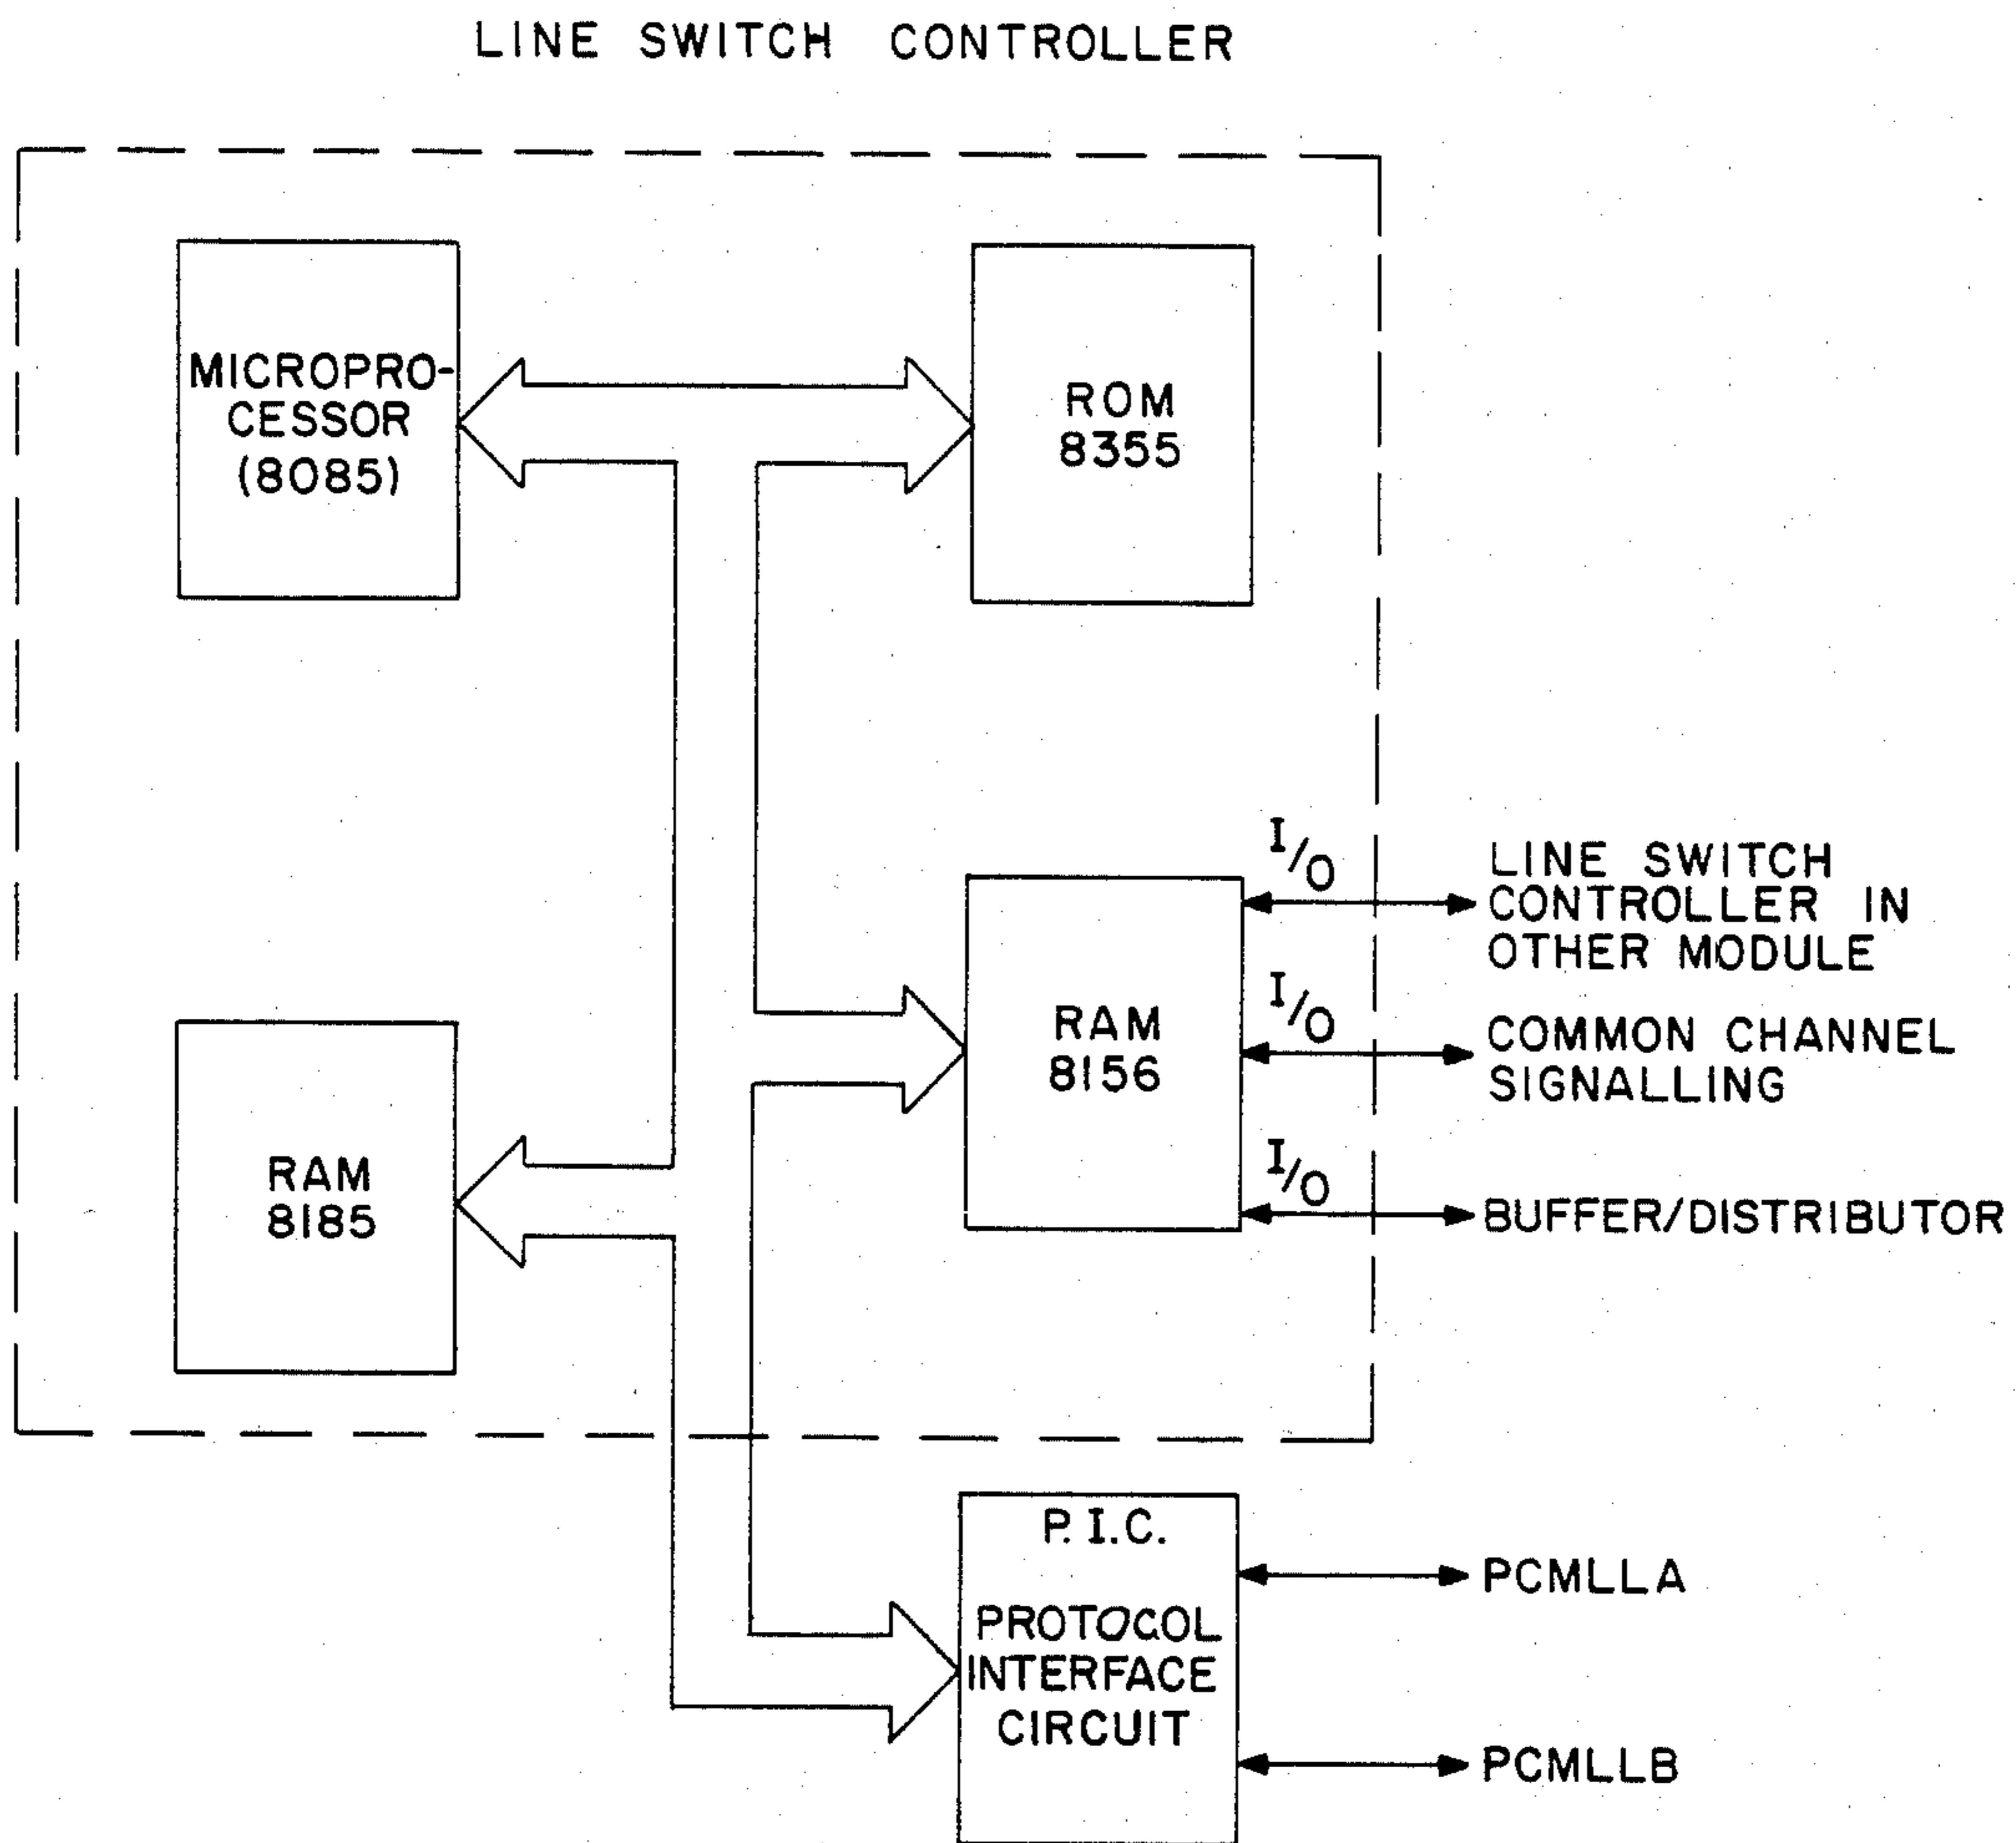 LINE SWITCH CONTROLLER
MICROPRO-
CESSOR
(8085)
ROM
8355
I/O
LINE SWITCH
CONTROLLER IN
OTHER MODULE
I/O
RAM
8156
COMMON CHANNEL
SIGNALLING
I/O
RAM
8185
BUFFER/DISTRIBUTOR
P.I.C.
PROTOCOL
INTERFACE
CIRCUIT
PCMLLA
PCMLLB